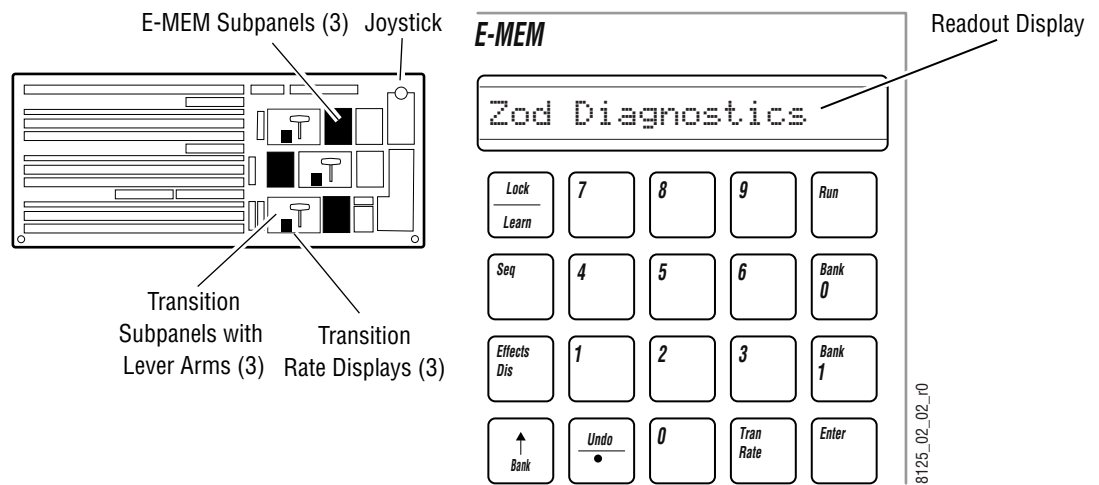 E-MEM Subpanels (3)
Joystick
Transition
Subpanels with
Lever Arms (3)
Transition
Rate Displays (3)
E-MEM
Readout Display
Zod Diagnostics
Lock
Learn
7
8
9
Run
Seq
4
5
6
Bank
0
Effects
Dis
1
2
3
Bank
1
Bank
Undo
0
Tran
Rate
Enter
8125_02_02_r0